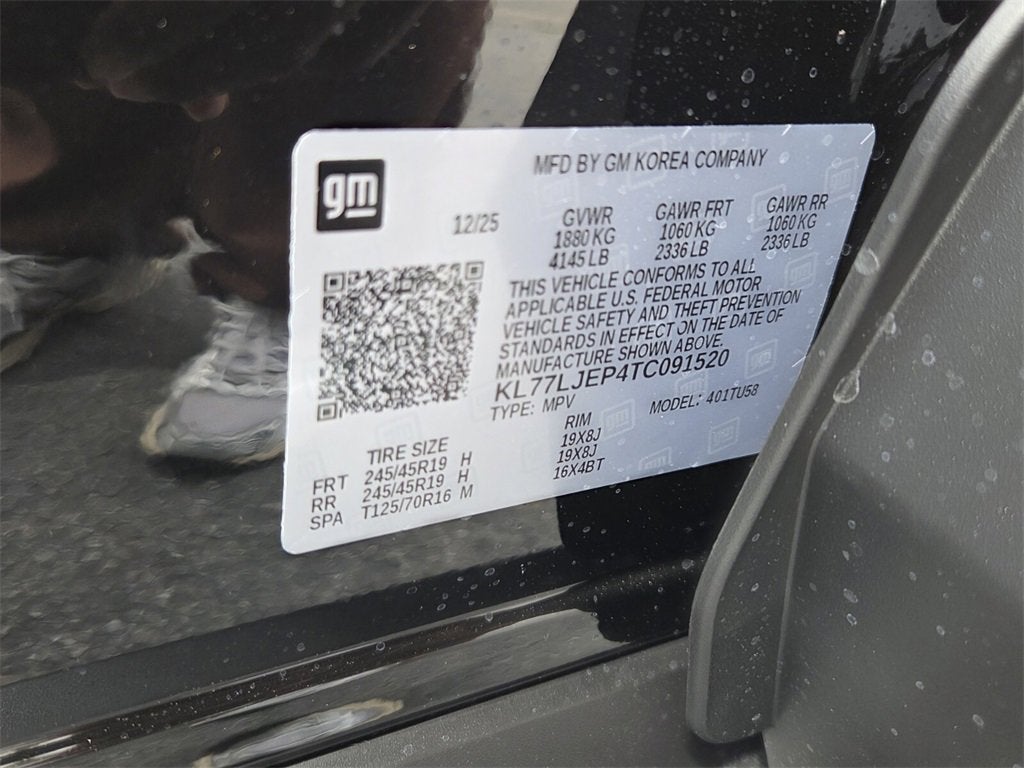 gm
MFD BY GM KOREA COMPANY
12/25
GVWR
1880 KG
4145 LB
GAWR FRT
1060 KG
2336 LB
GAWR RR
1060 KG
2336 LB
THIS VEHICLE CONFORMS TO ALL
APPLICABLE U.S. FEDERAL MOTOR
VEHICLE SAFETY AND THEFT PREVENTION
STANDARDS IN EFFECT ON THE DATE OF
MANUFACTURE SHOWN ABOVE.
KL77LJEP4TC091520
TYPE: MPV
MODEL: 401TU58
TIRE SIZE
RIM
FRT 245/45R19 H 19X8J
RR 245/45R19 H 19X8J
SPA T125/70R16 M 16X4BT